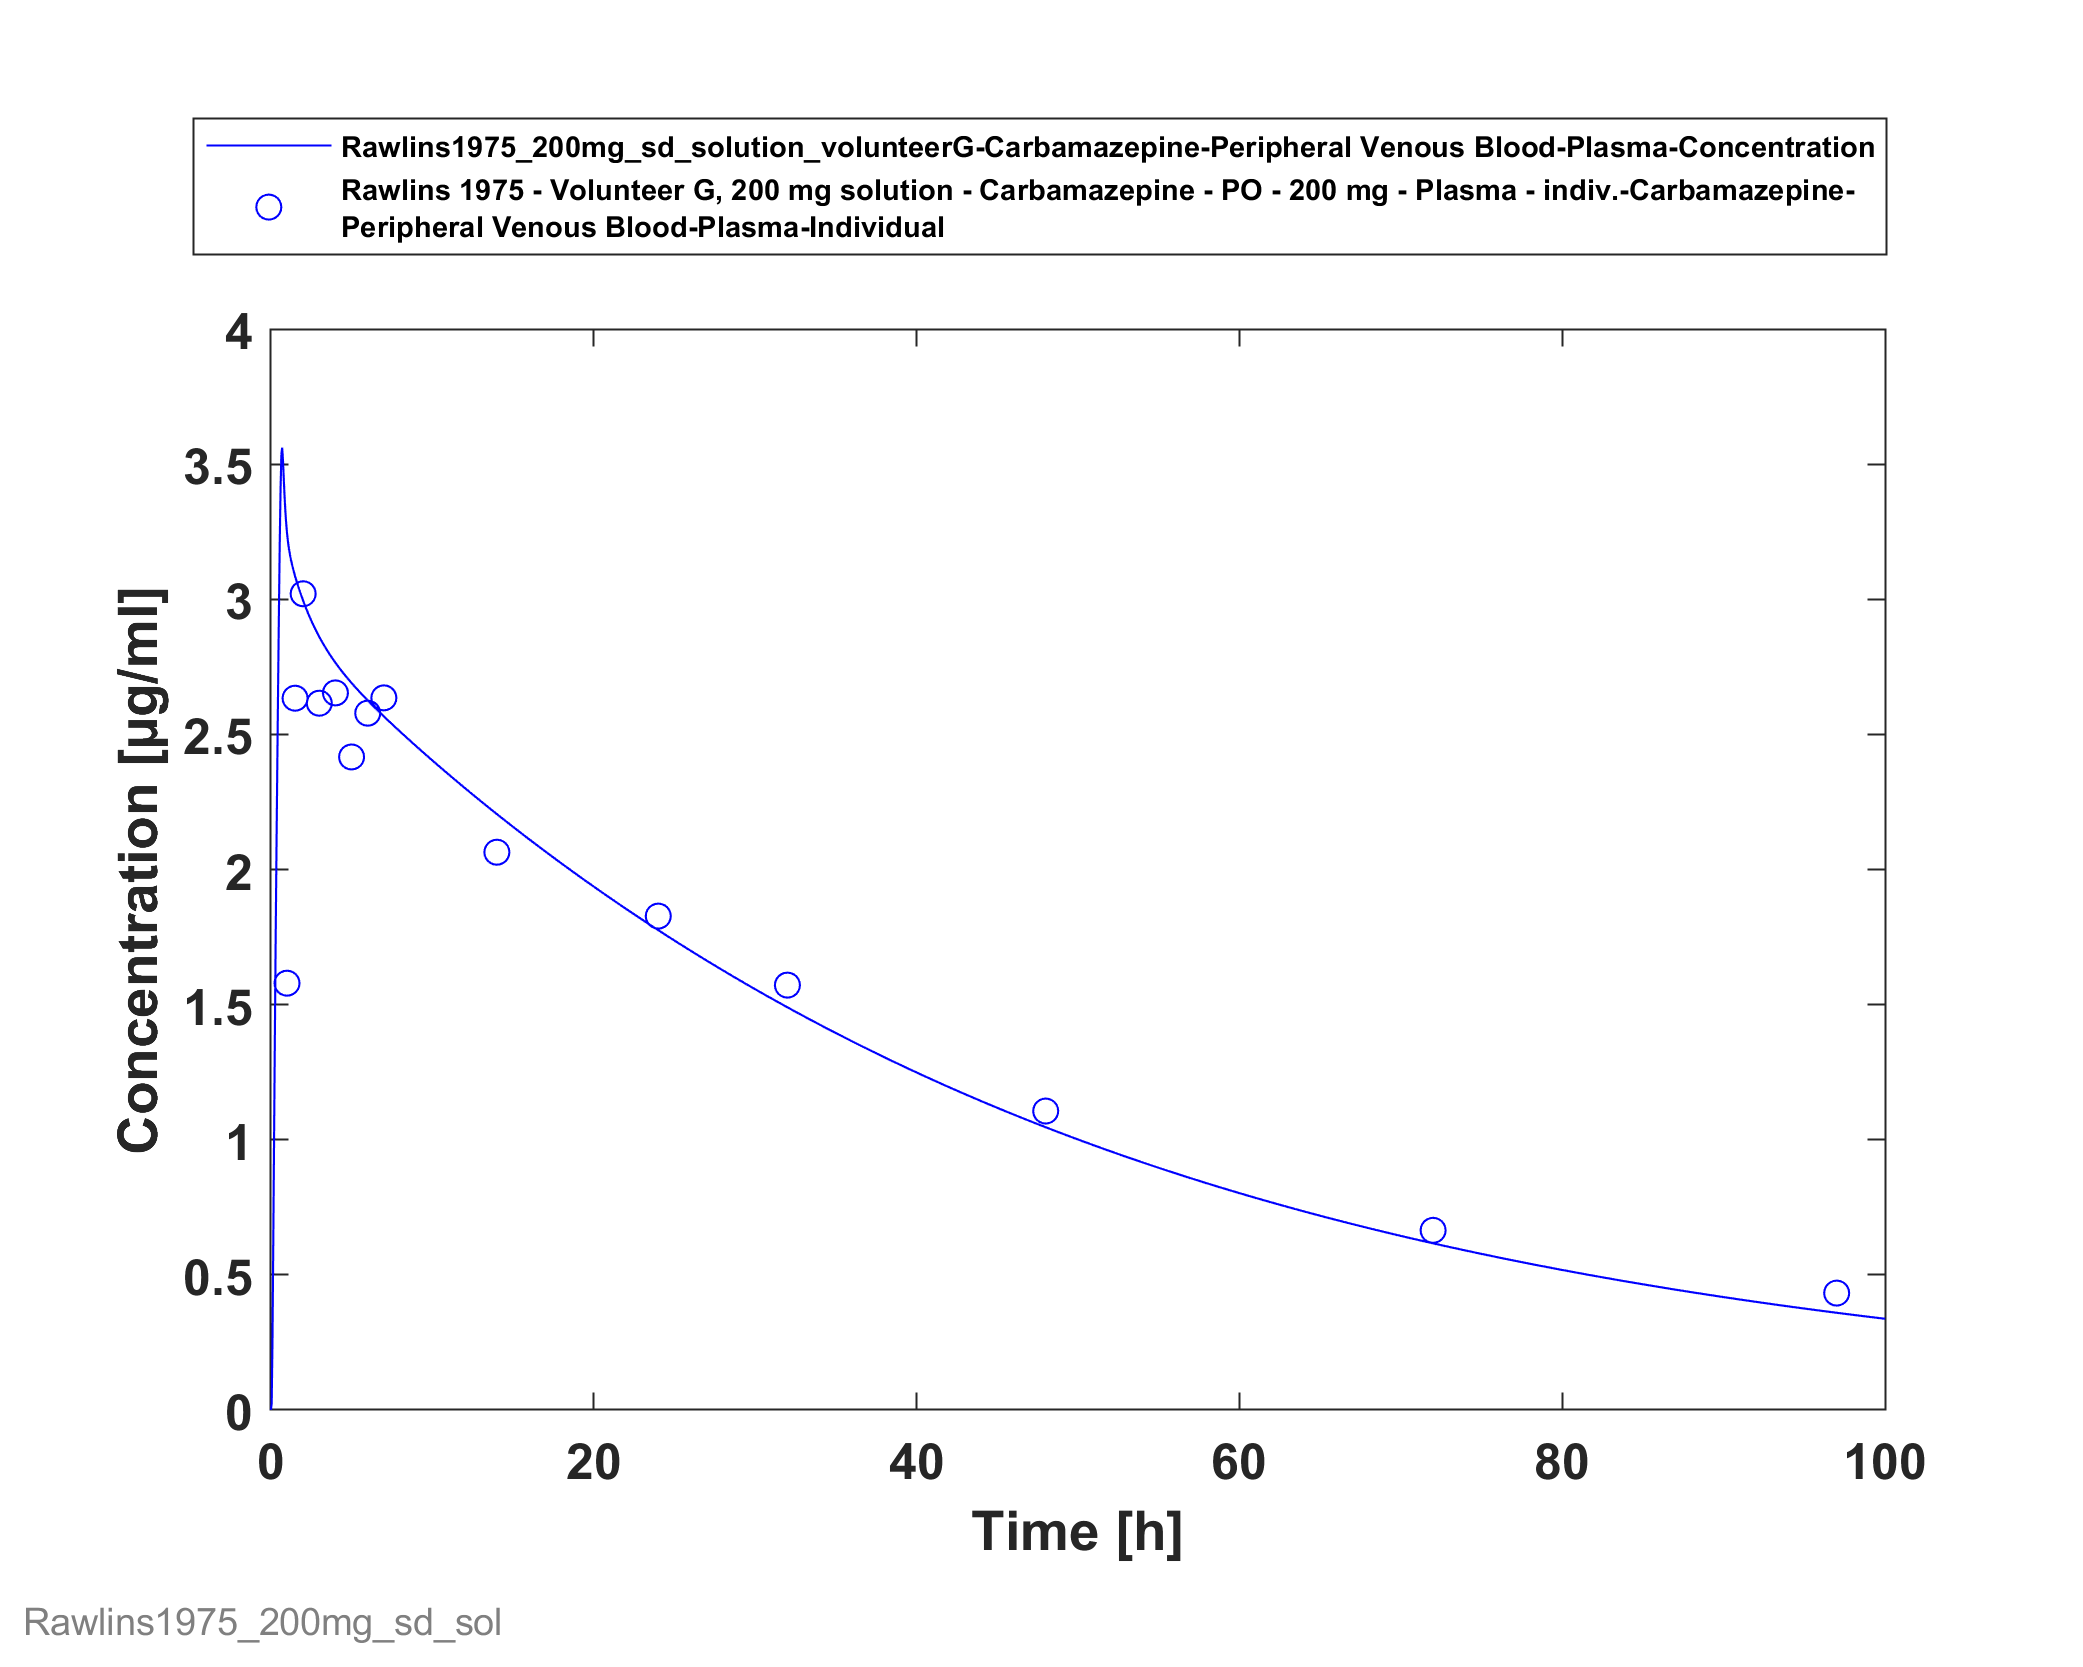 Rawlins1975_200mg_sd_solution_volunteerG-Carbamazepine-Peripheral Venous Blood-Plasma-Concentration
Rawlins 1975 - Volunteer G, 200 mg solution - Carbamazepine - PO - 200 mg - Plasma - indiv.-Carbamazepine-
Peripheral Venous Blood-Plasma-Individual
4
3.5
3
2.5
2
1.5
1
0.5
0
Concentration [µg/ml]
0 20 40 60 80 100
Time [h]
Rawlins1975_200mg_sd_sol